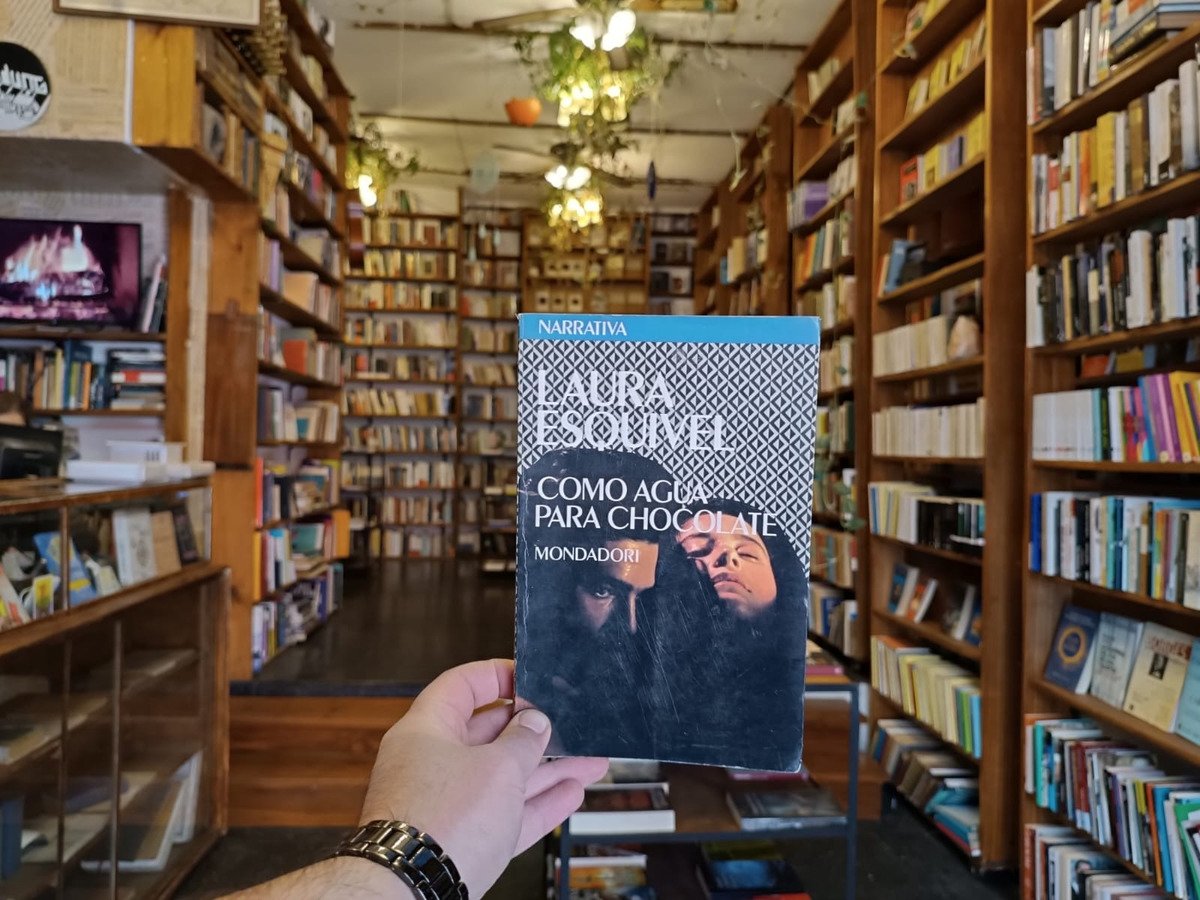 NARRATIVA
LAURA
ESQUIVEL
COMO AGUA
PARA CHOCOLATE
MONDADORI